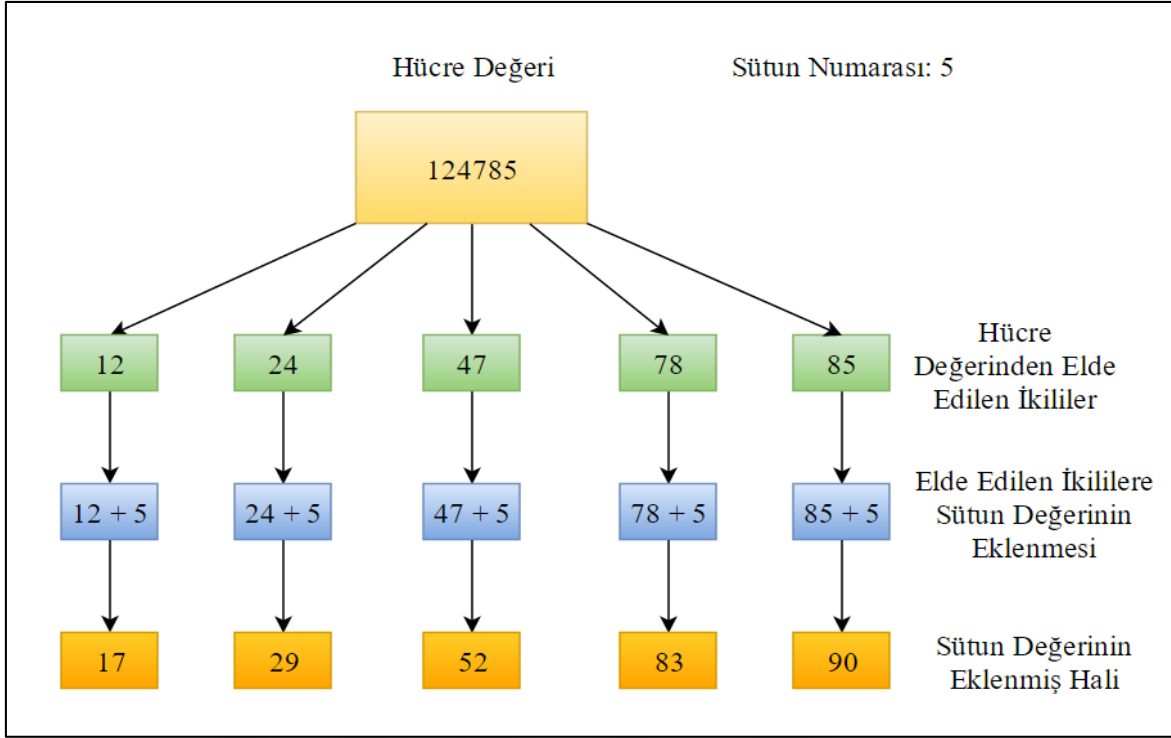 Hücre Değeri
Sütun Numarası: 5
124785
12
24
47
78
85
Hücre
Değerinden Elde
Edilen İkililer
12 + 5
24 + 5
47 + 5
78 + 5
85 + 5
Elde Edilen İkililere
Sütun Değerinin
Eklenmesi
17
29
52
83
90
Sütun Değerinin
Eklenmiş Hali